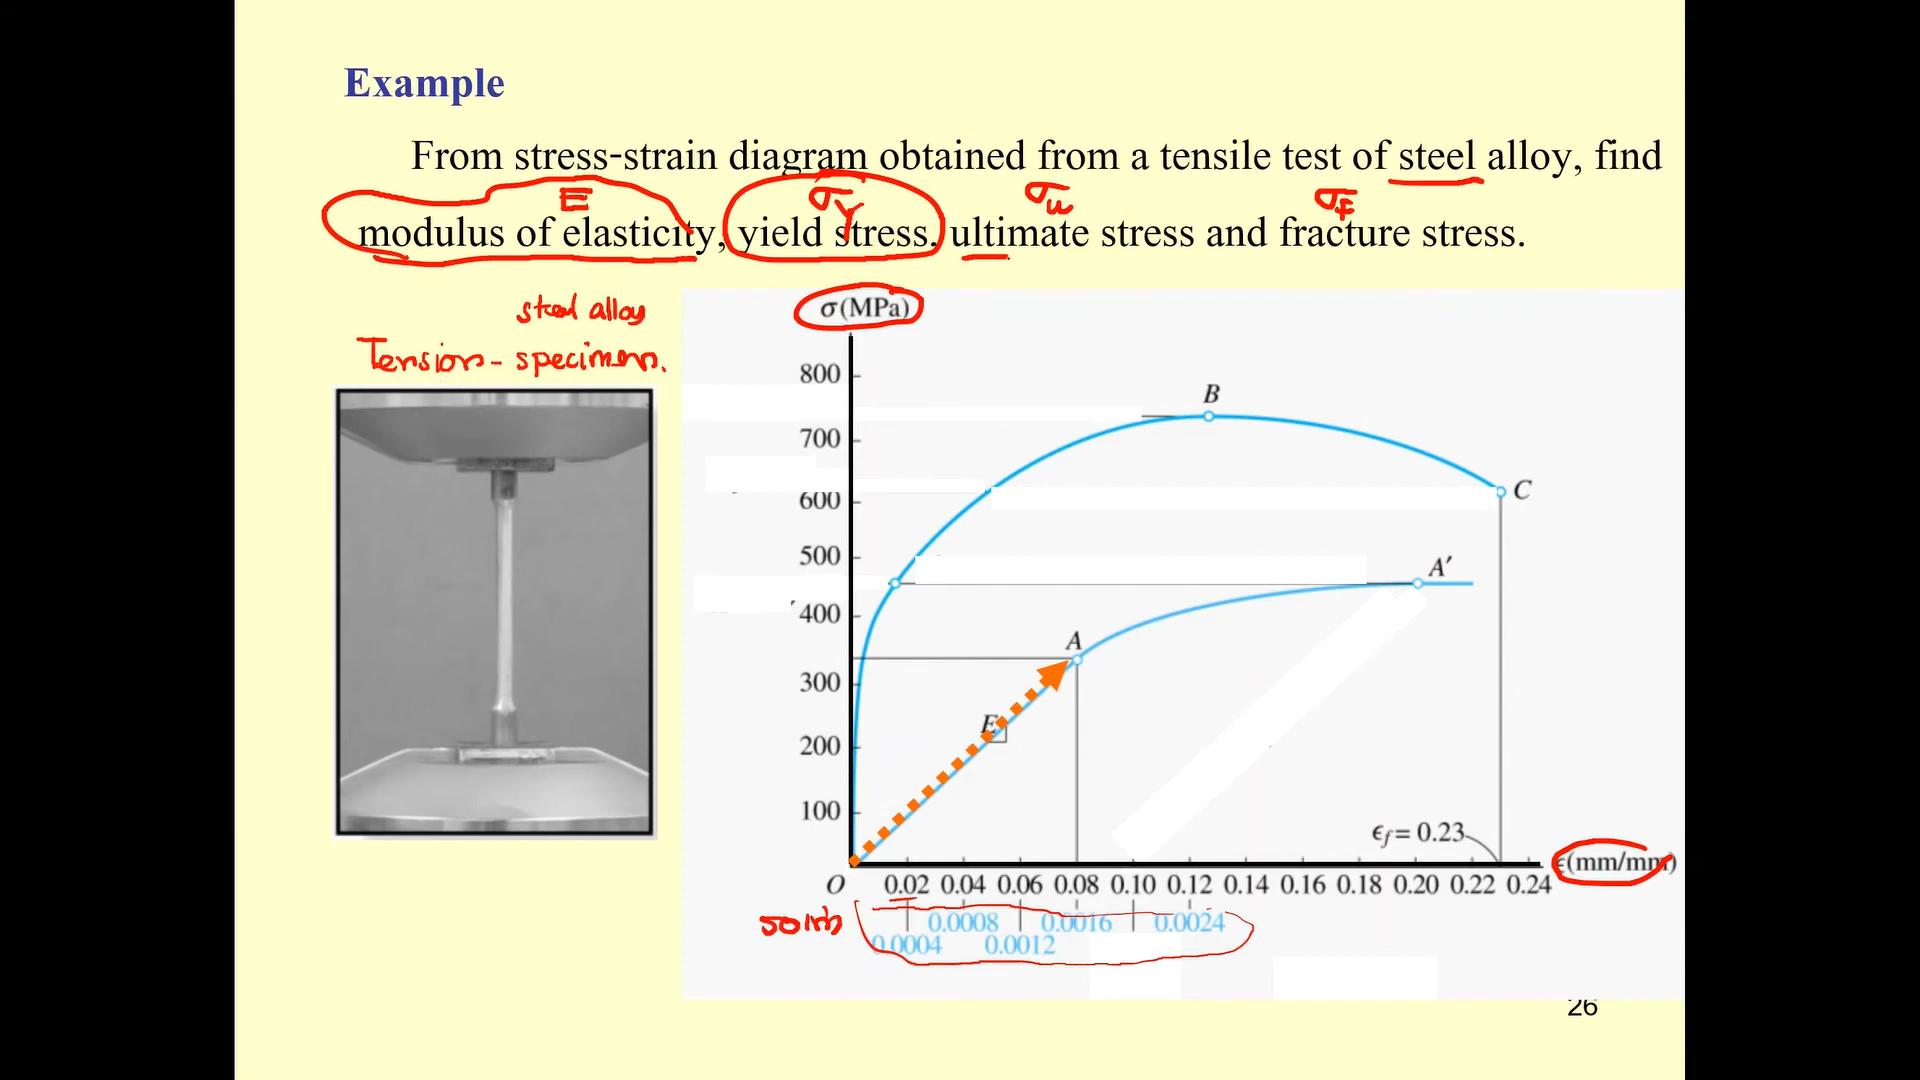 Example
From stress-strain diagram obtained from a tensile test of steel alloy, find
E σY σu σf
modulus of elasticity, yield stress. ultimate stress and fracture stress.
steel alloy
Tension - specimen.
σ(MPa)
800
B
700
600
C
500
A′
400
A
300
E
200
100
ϵf = 0.23
ϵ(mm/mm)
O 0.02 0.04 0.06 0.08 0.10 0.12 0.14 0.16 0.18 0.20 0.22 0.24
0.0008 0.0016 0.0024
0.0004 0.0012
26